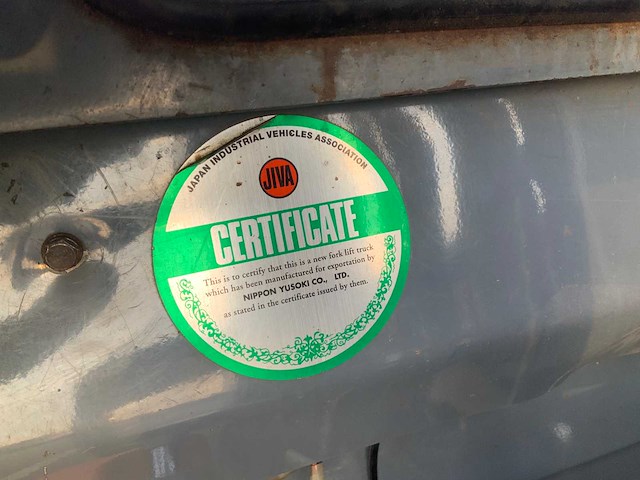 JAPAN INDUSTRIAL VEHICLES ASSOCIATION
JIVA
CERTIFICATE
This is to certify that this is a new fork lift truck
which has been manufactured for exportation by
NIPPON YUSOKI CO., LTD.
as stated in the certificate issued by them.